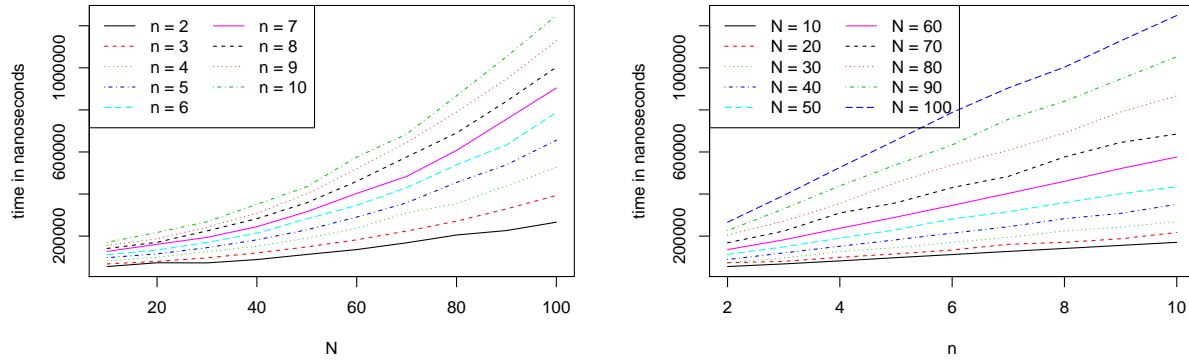 n = 2
n = 3
n = 4
n = 5
n = 6
n = 7
n = 8
n = 9
n = 10
time in nanoseconds
200000
600000
1000000
20
40
60
80
100
N
N = 10
N = 20
N = 30
N = 40
N = 50
N = 60
N = 70
N = 80
N = 90
N = 100
time in nanoseconds
200000
600000
1000000
2
4
6
8
10
n